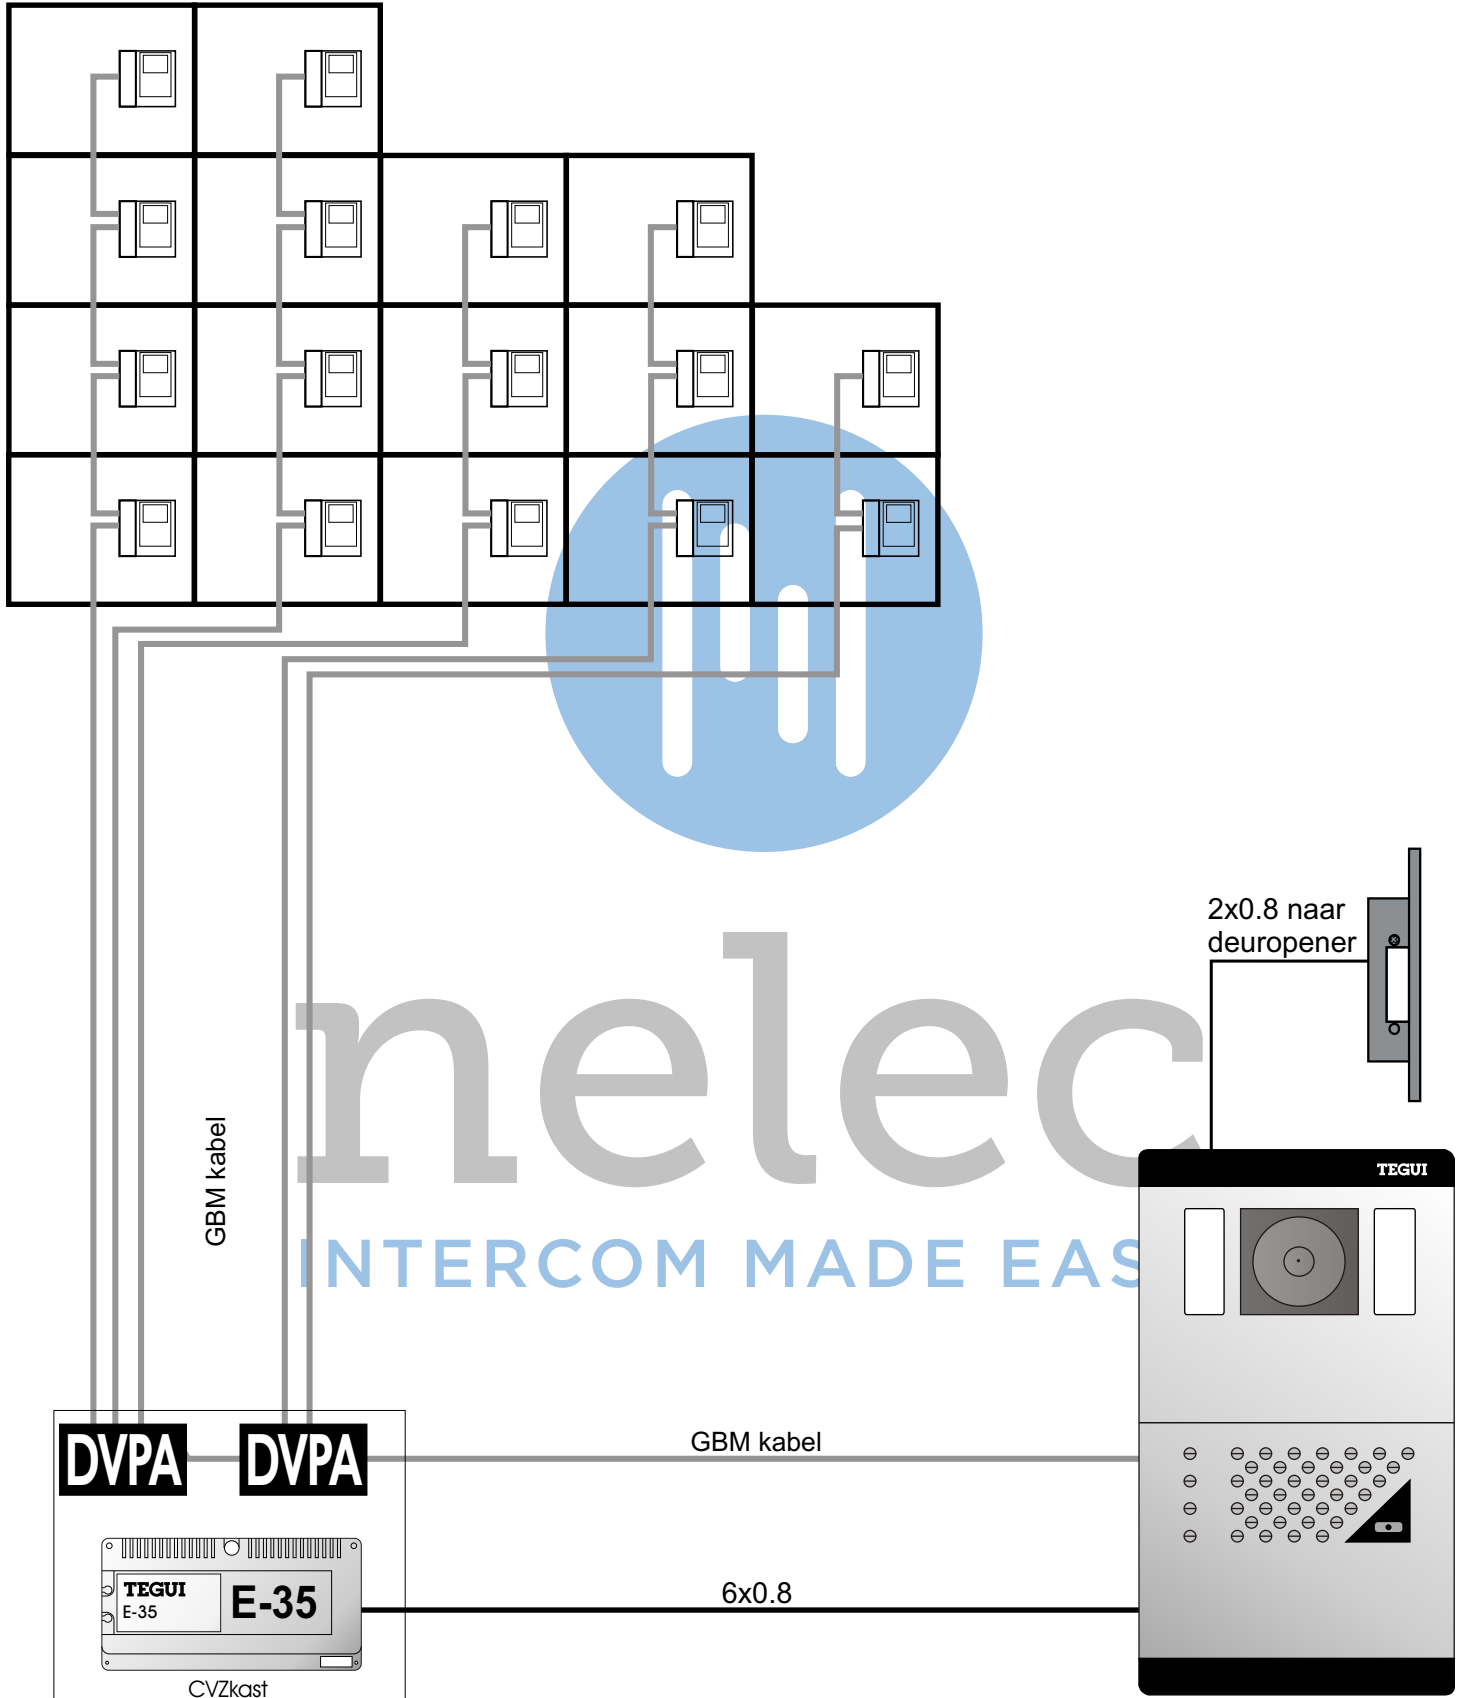 2x0.8 naar
deuropener
nelec
GBM kabel
TEGUI
INTERCOM MADE EAS
DVPA
DVPA
GBM kabel
TEGUI
E-35
E-35
6x0.8
CVZkast